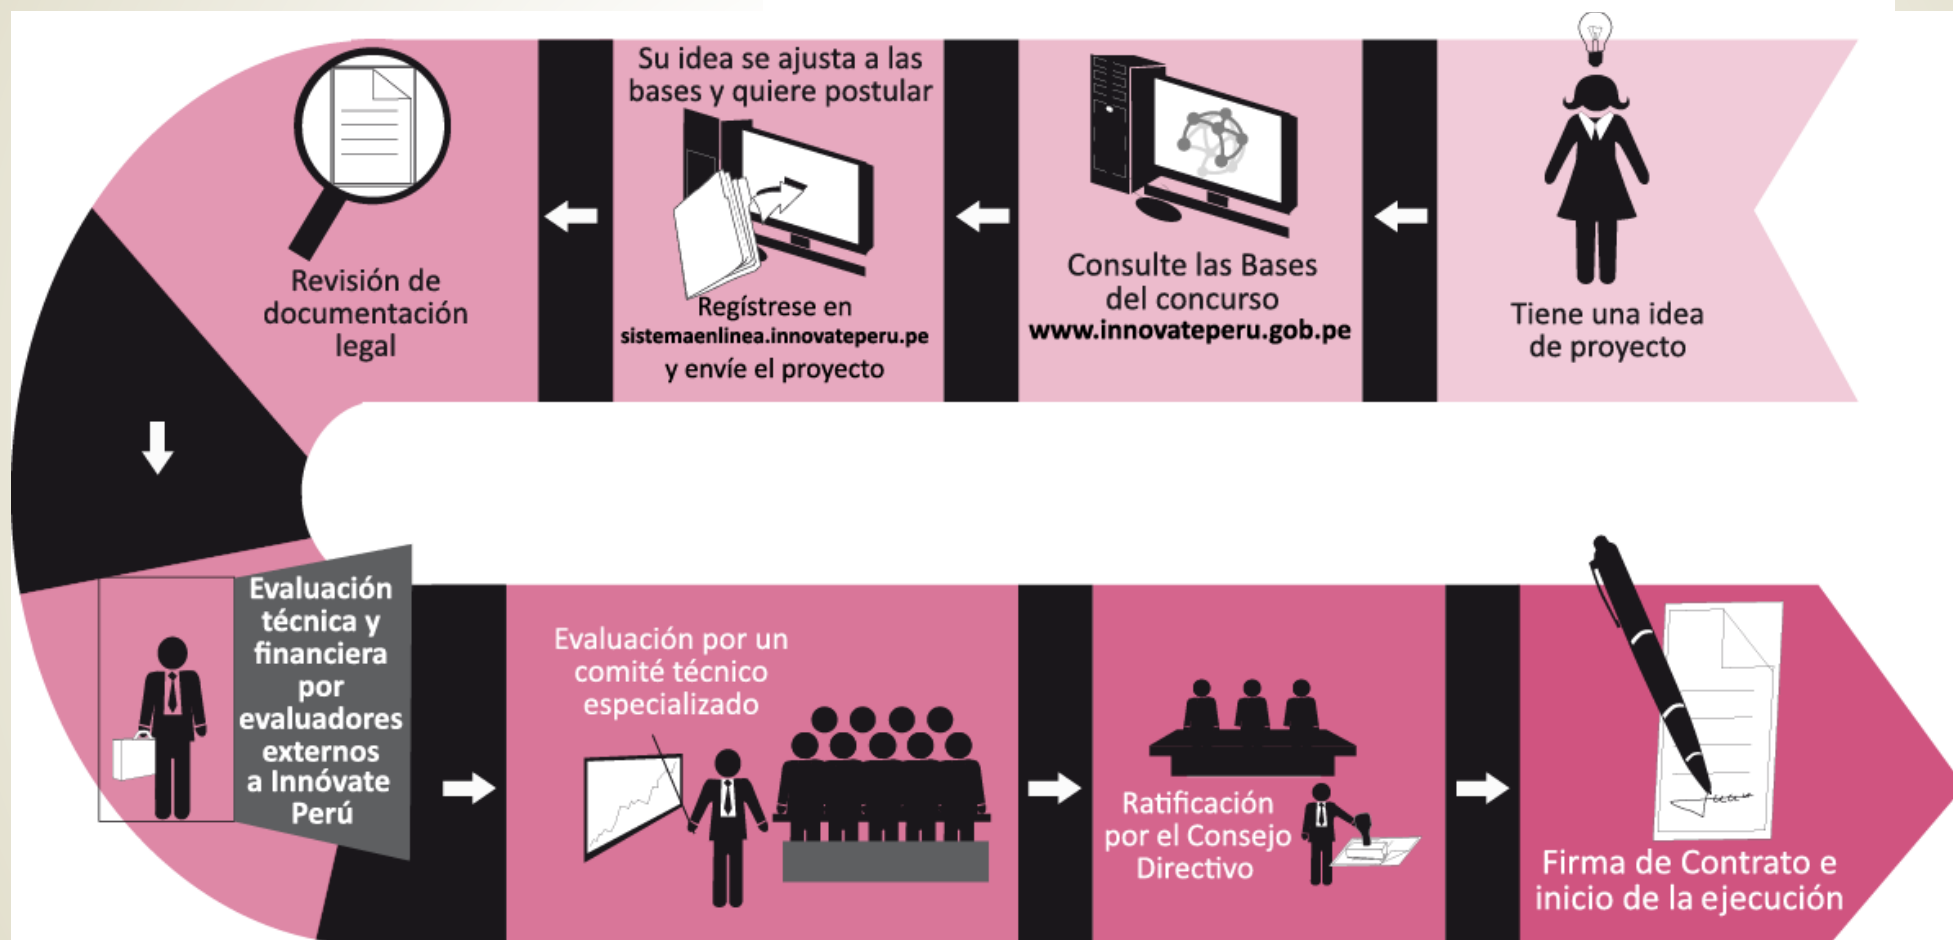 Tiene una idea
de proyecto
Consulte las Bases
del concurso
www.innovateperu.gob.pe
Su idea se ajusta a las
bases y quiere postular
Regístrese en
sistemaenlinea.innovateperu.pe
y envíe el proyecto
Revisión de
documentación
legal
Evaluación
técnica y
financiera
por
evaluadores
externos
a Innóvate
Perú
Evaluación por un
comité técnico
especializado
Ratificación
por el Consejo
Directivo
Firma de Contrato e
inicio de la ejecución